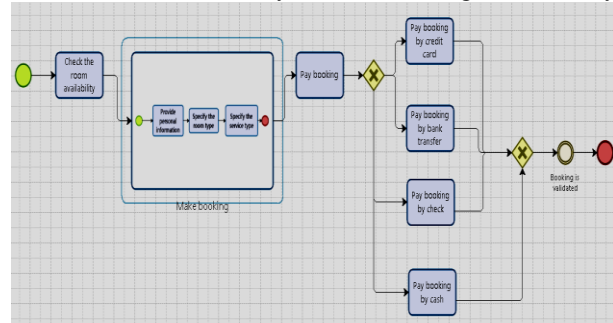 Check the
room
availability
Provide
personal
information
Specify the
room type
Specify the
service type
Make booking
Pay booking
Pay booking
by credit
card
Pay booking
by bank
transfer
Pay booking
by check
Pay booking
by cash
Booking is
validated